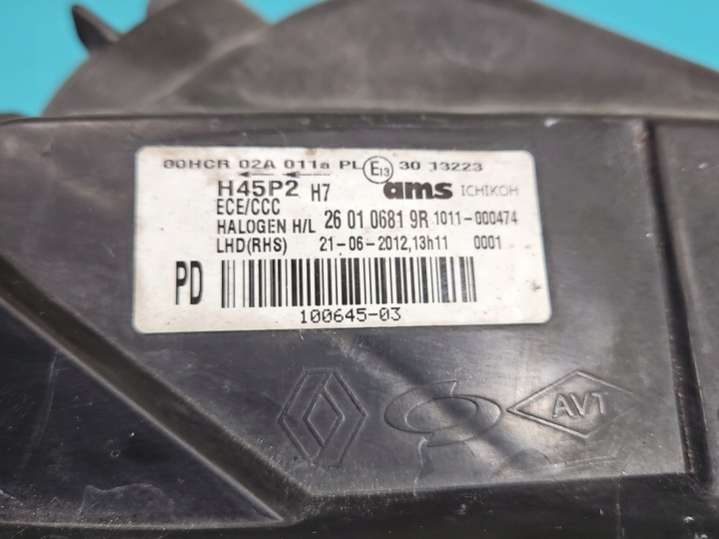 00HCR 02A 011a PL E13 30 13223
H45P2 H7 ams ICHIKOH
ECE/CCC
HALOGEN H/L 26 01 0681 9R 1011-000474
LHD(RHS) 21-06-2012,13h11 0001
PD
100645-03
AVT